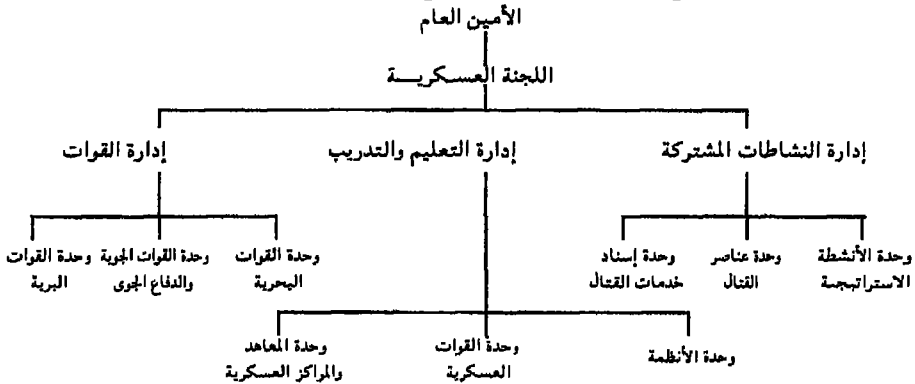 الأمين العام
اللجنة العسكريـــة
إدارة النشاطات المشتركة
إدارة التعليم والتدريب
إدارة القوات
وحدة الأنشطة
الاستراتيجية
وحدة عناصر
القتال
وحدة إسناد
خدمات القتال
وحدة القوات
البحرية
وحدة القوات الجوية
والدفاع الجوى
وحدة القوات
البرية
وحدة الأنظمة
وحدة القوات
العسكرية
وحدة المعاهد
والمراكز العسكرية